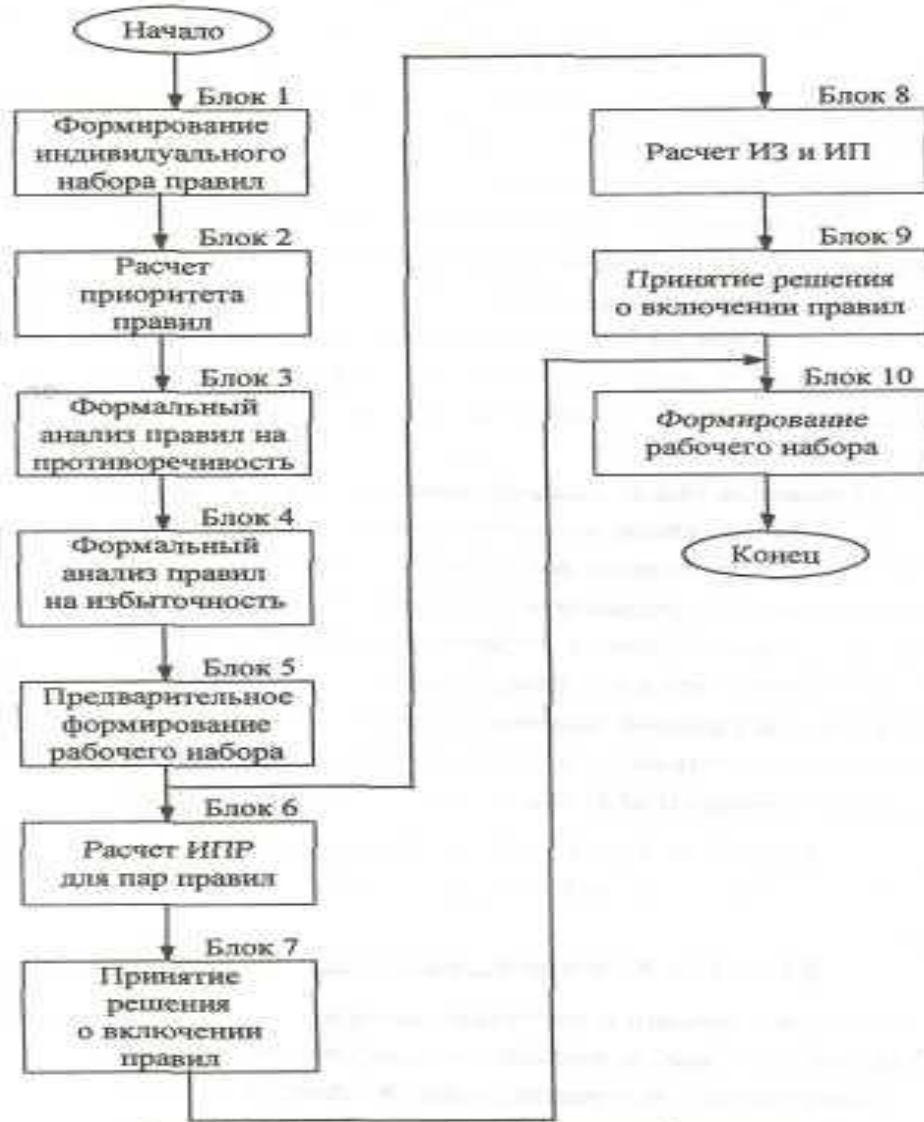 Начало
Блок 1
Формирование
индивидуального
набора правил
Блок 2
Расчет
приоритета
правил
Блок 3
Формальный
анализ правил на
противоречивость
Блок 4
Формальный
анализ правил
на избыточность
Блок 5
Предварительное
формирование
рабочего набора
Блок 6
Расчет ИПР
для пар правил
Блок 7
Принятие
решения
о включении
правил
Блок 8
Расчет ИЗ и ИП
Блок 9
Принятие решения
о включении правил
Блок 10
Формирование
рабочего набора
Конец